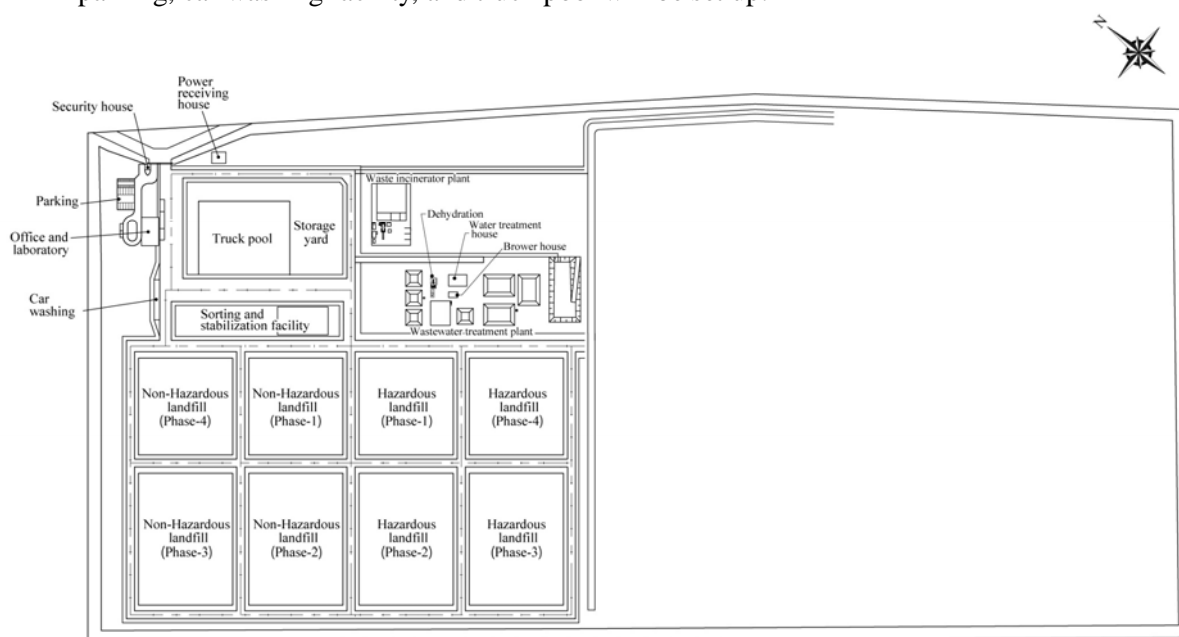 parking, car washing facility, and truck pool will be set up.
N
Power
receiving
house
Security house
Parking
Office and
laboratory
Car
washing
Truck pool
Storage
yard
Waste incinerator plant
Dehydration
Water treatment
house
Brower house
Sorting and
stabilization facility
Wastewater treatment plant
Non-Hazardous
landfill
(Phase-4)
Non-Hazardous
landfill
(Phase-1)
Hazardous
landfill
(Phase-1)
Hazardous
landfill
(Phase-4)
Non-Hazardous
landfill
(Phase-3)
Non-Hazardous
landfill
(Phase-2)
Hazardous
landfill
(Phase-2)
Hazardous
landfill
(Phase-3)